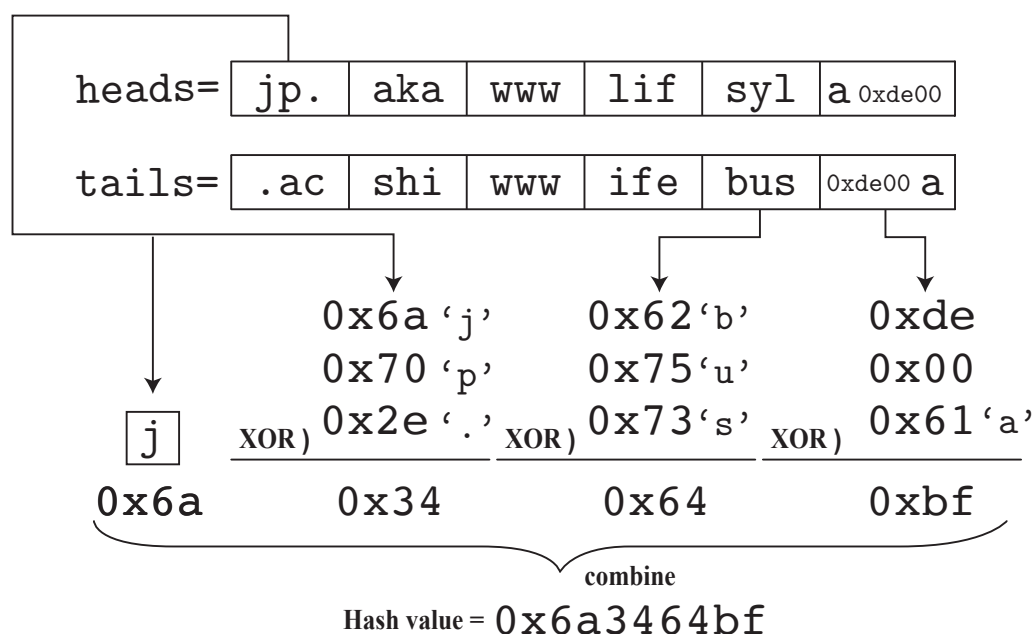 heads= jp. aka www lif syl a 0xde00
tails= .ac shi www ife bus 0xde00 a
0x6a ‘j’ 0x62 ‘b’ 0xde
0x70 ‘p’ 0x75 ‘u’ 0x00
j XOR) 0x2e ‘.’ XOR) 0x73 ‘s’ XOR) 0x61 ‘a’
0x6a 0x34 0x64 0xbf
combine
Hash value = 0x6a3464bf